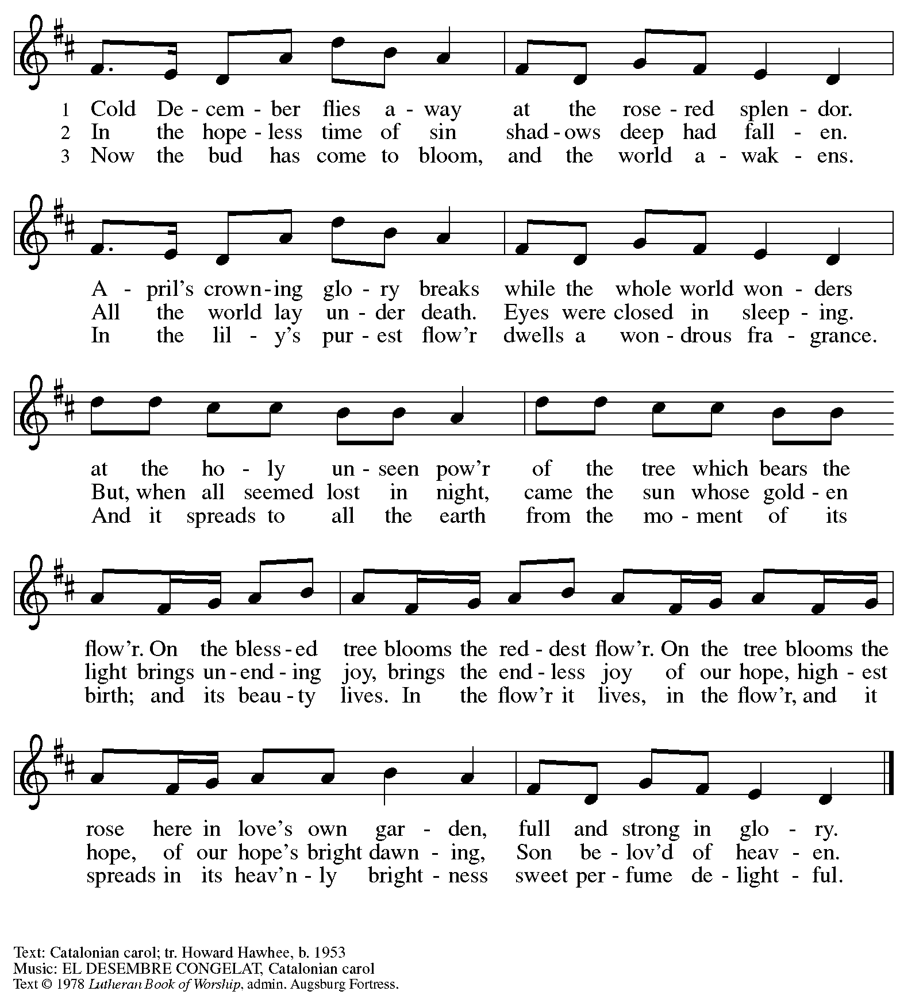 1 Cold De - cem - ber flies a - way at the rose - red splen - dor.
2 In the hope - less time of sin shad - ows deep had fall - en.
3 Now the bud has come to bloom, and the world a - wak - ens.
A - pril's crown - ing glo - ry breaks while the whole world won - ders
All the world lay un - der death. Eyes were closed in sleep - ing.
In the lil - y's pur - est flow'r dwells a won - drous fra - grance.
at the ho - ly un - seen pow'r of the tree which bears the
But, when all seemed lost in night, came the sun whose gold - en
And it spreads to all the earth from the mo - ment of its
flow'r. On the bless - ed tree blooms the red - dest flow'r. On the tree blooms the
light brings un - end - ing joy, brings the end - less joy of our hope, high - est
birth; and its beau - ty lives. In the flow'r it lives, in the flow'r, and it
rose here in love's own gar - den, full and strong in glo - ry.
hope, of our hope's bright dawn - ing, Son be - lov'd of heav - en.
spreads in its heav'n - ly bright - ness sweet per - fume de - light - ful.
Text: Catalonian carol; tr. Howard Hawhee, b. 1953
Music: EL DESEMBRE CONGELAT, Catalonian carol
Text © 1978 Lutheran Book of Worship, admin. Augsburg Fortress.